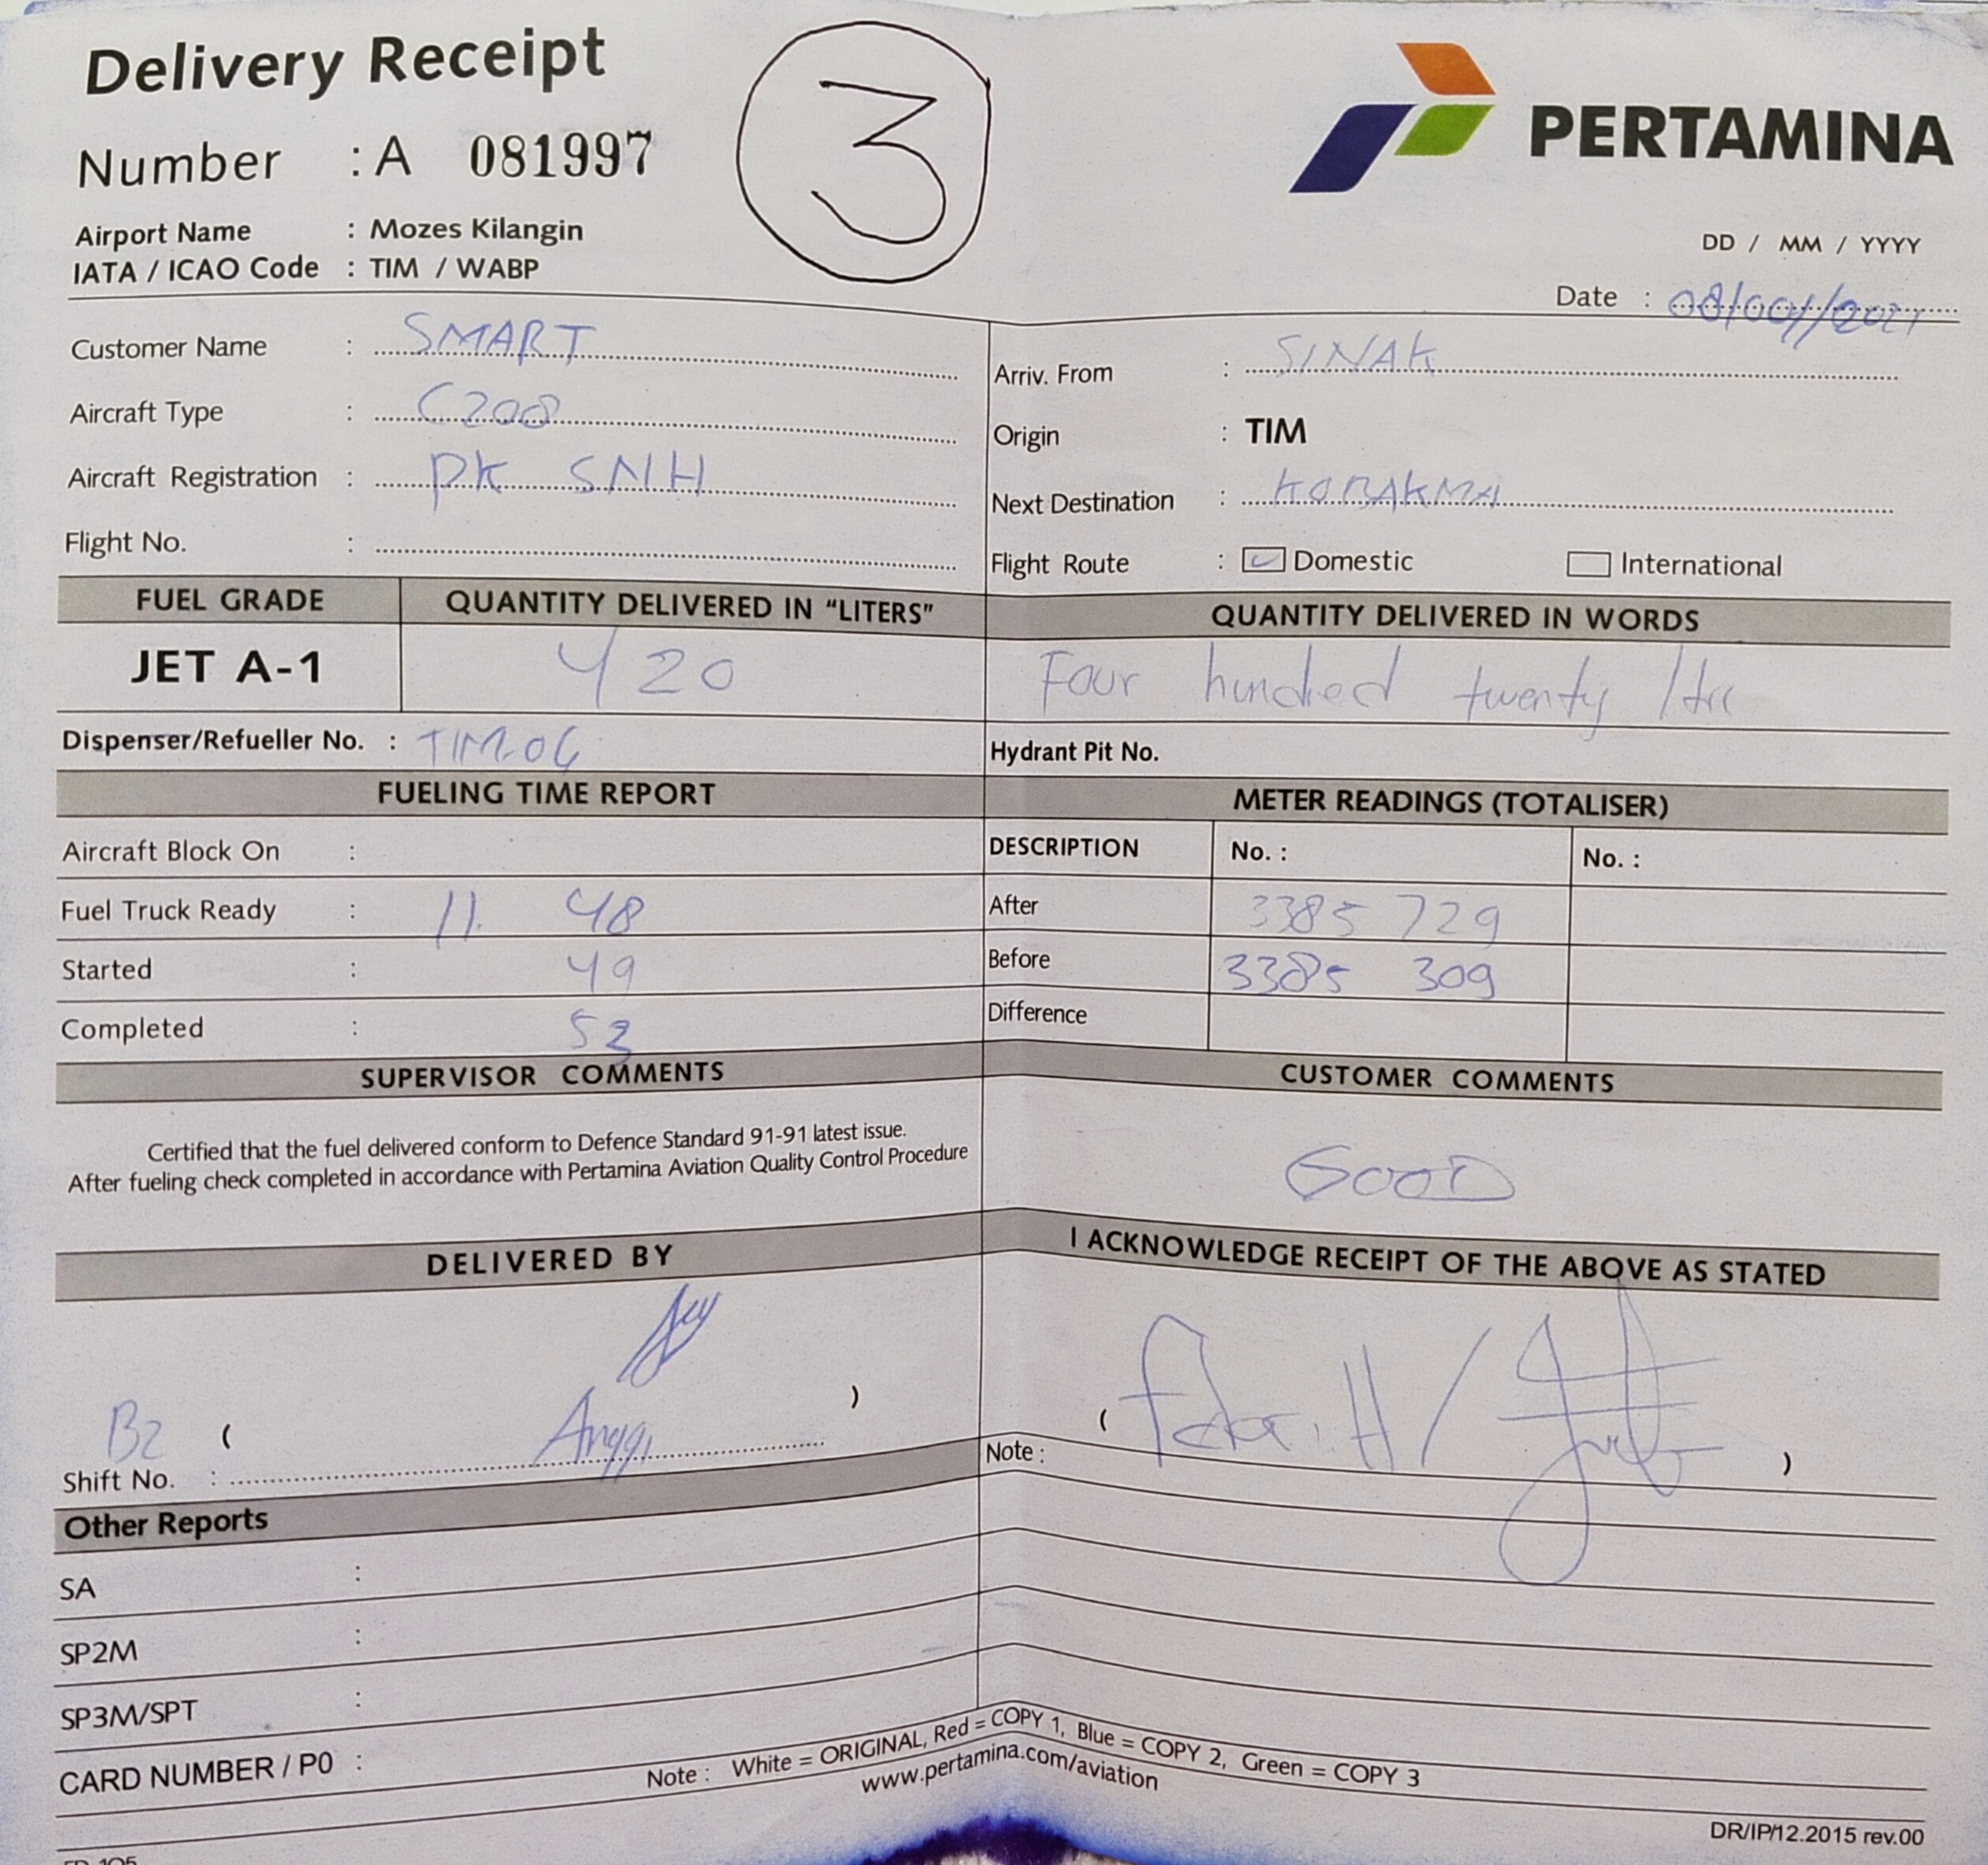 Delivery Receipt
3
PERTAMINA
Number : A 081997
Airport Name : Mozes Kilangin
IATA / ICAO Code : TIM / WABP
DD / MM / YYYY
Date :
Customer Name : SMART
Arriv. From : SINAK
Aircraft Type : C208
Origin : TIM
Aircraft Registration : PK SNH
Next Destination : KOBAKMA
Flight No. :
Flight Route : Domestic International
FUEL GRADE QUANTITY DELIVERED IN "LITERS" QUANTITY DELIVERED IN WORDS
JET A-1 420 Four hundred twenty
Dispenser/Refueller No. :
Hydrant Pit No.
FUELING TIME REPORT METER READINGS (TOTALISER)
Aircraft Block On :
DESCRIPTION No. : No. :
Fuel Truck Ready : 11. 48
After 3385 729
Started : 49
Before 3385 309
Completed : 53
Difference
SUPERVISOR COMMENTS CUSTOMER COMMENTS
Certified that the fuel delivered conform to Defence Standard 91-91 latest issue.
After fueling check completed in accordance with Pertamina Aviation Quality Control Procedure
GOOD
DELIVERED BY I ACKNOWLEDGE RECEIPT OF THE ABOVE AS STATED
B2 ( Anggi )
( )
Shift No. :
Note :
Other Reports
SA :
SP2M :
SP3M/SPT :
CARD NUMBER / P0 :
Note : White = ORIGINAL, Red = COPY 1, Blue = COPY 2, Green = COPY 3
www.pertamina.com/aviation
DR/IP/12.2015 rev.00